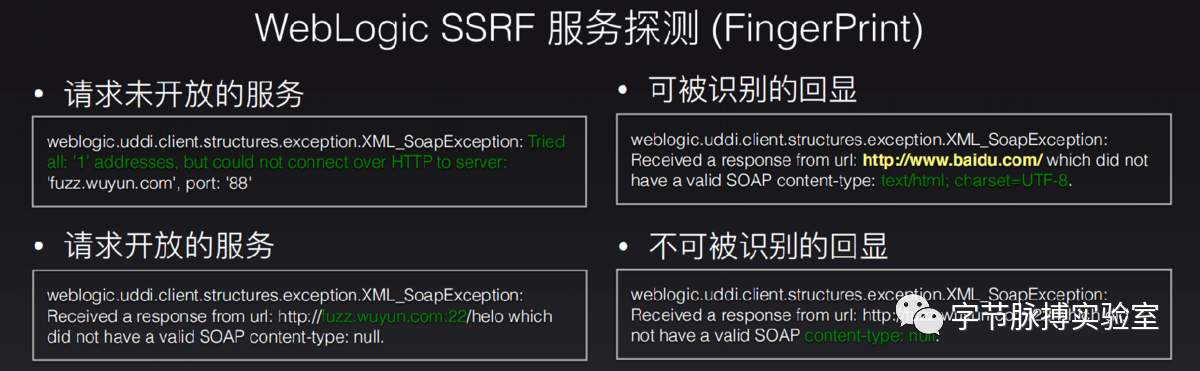 WebLogic SSRF 服务探测 (FingerPrint)
• 请求未开放的服务
weblogic.uddi.client.structures.exception.XML_SoapException: Tried
all: '1' addresses, but could not connect over HTTP to server:
'fuzz.wuyun.com', port: '88'
• 可被识别的回显
weblogic.uddi.client.structures.exception.XML_SoapException:
Received a response from url: http://www.baidu.com/ which did not
have a valid SOAP content-type: text/html; charset=UTF-8.
• 请求开放的服务
weblogic.uddi.client.structures.exception.XML_SoapException:
Received a response from url: http://fuzz.wuyun.com:22/helo which
did not have a valid SOAP content-type: null.
• 不可被识别的回显
weblogic.uddi.client.structures.exception.XML_SoapException:
Received a response from url:
not have a valid SOAP content-type: null.
字节脉搏实验室